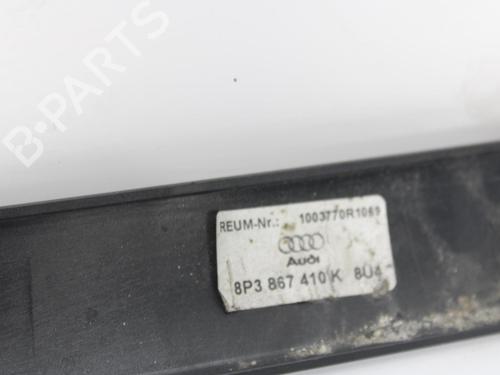 B-PARTS
REUM-Nr.: 1003770R1069
Audi
8P3 867 410 K 8U4